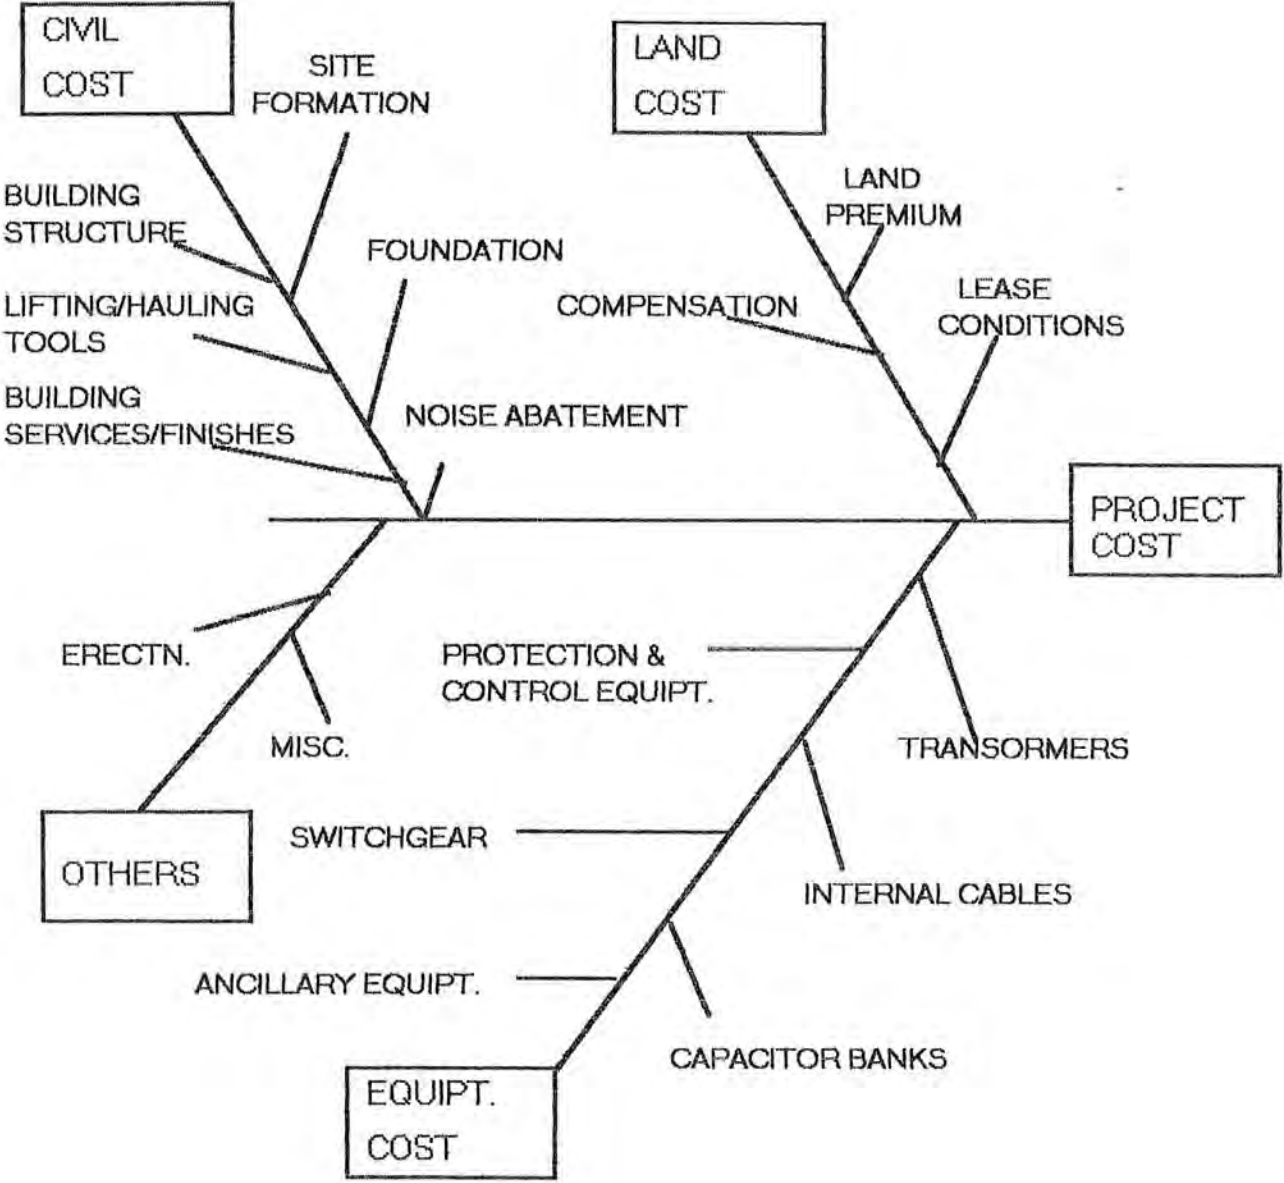 CIVIL
COST
SITE
FORMATION
LAND
COST
BUILDING
STRUCTURE
FOUNDATION
LAND
PREMIUM
LIFTING/HAULING
TOOLS
COMPENSATION
LEASE
CONDITIONS
BUILDING
SERVICES/FINISHES
NOISE ABATEMENT
PROJECT
COST
ERECTN.
PROTECTION &
CONTROL EQUIPT.
MISC.
TRANSORMERS
SWITCHGEAR
OTHERS
INTERNAL CABLES
ANCILLARY EQUIPT.
CAPACITOR BANKS
EQUIPT.
COST